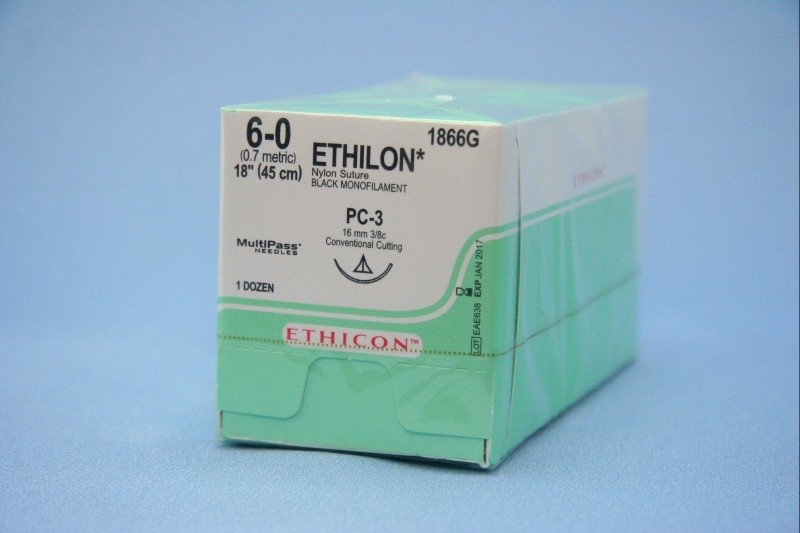 6-0
(0.7 metric)
18" (45 cm)
ETHILON*
Nylon Suture
BLACK MONOFILAMENT
1866G
PC-3
16 mm 3/8c
Conventional Cutting
MultiPass®
NEEDLES
1 DOZEN
ETHICON™
LOT EAE638 EXP JAN 2017
ETHICON